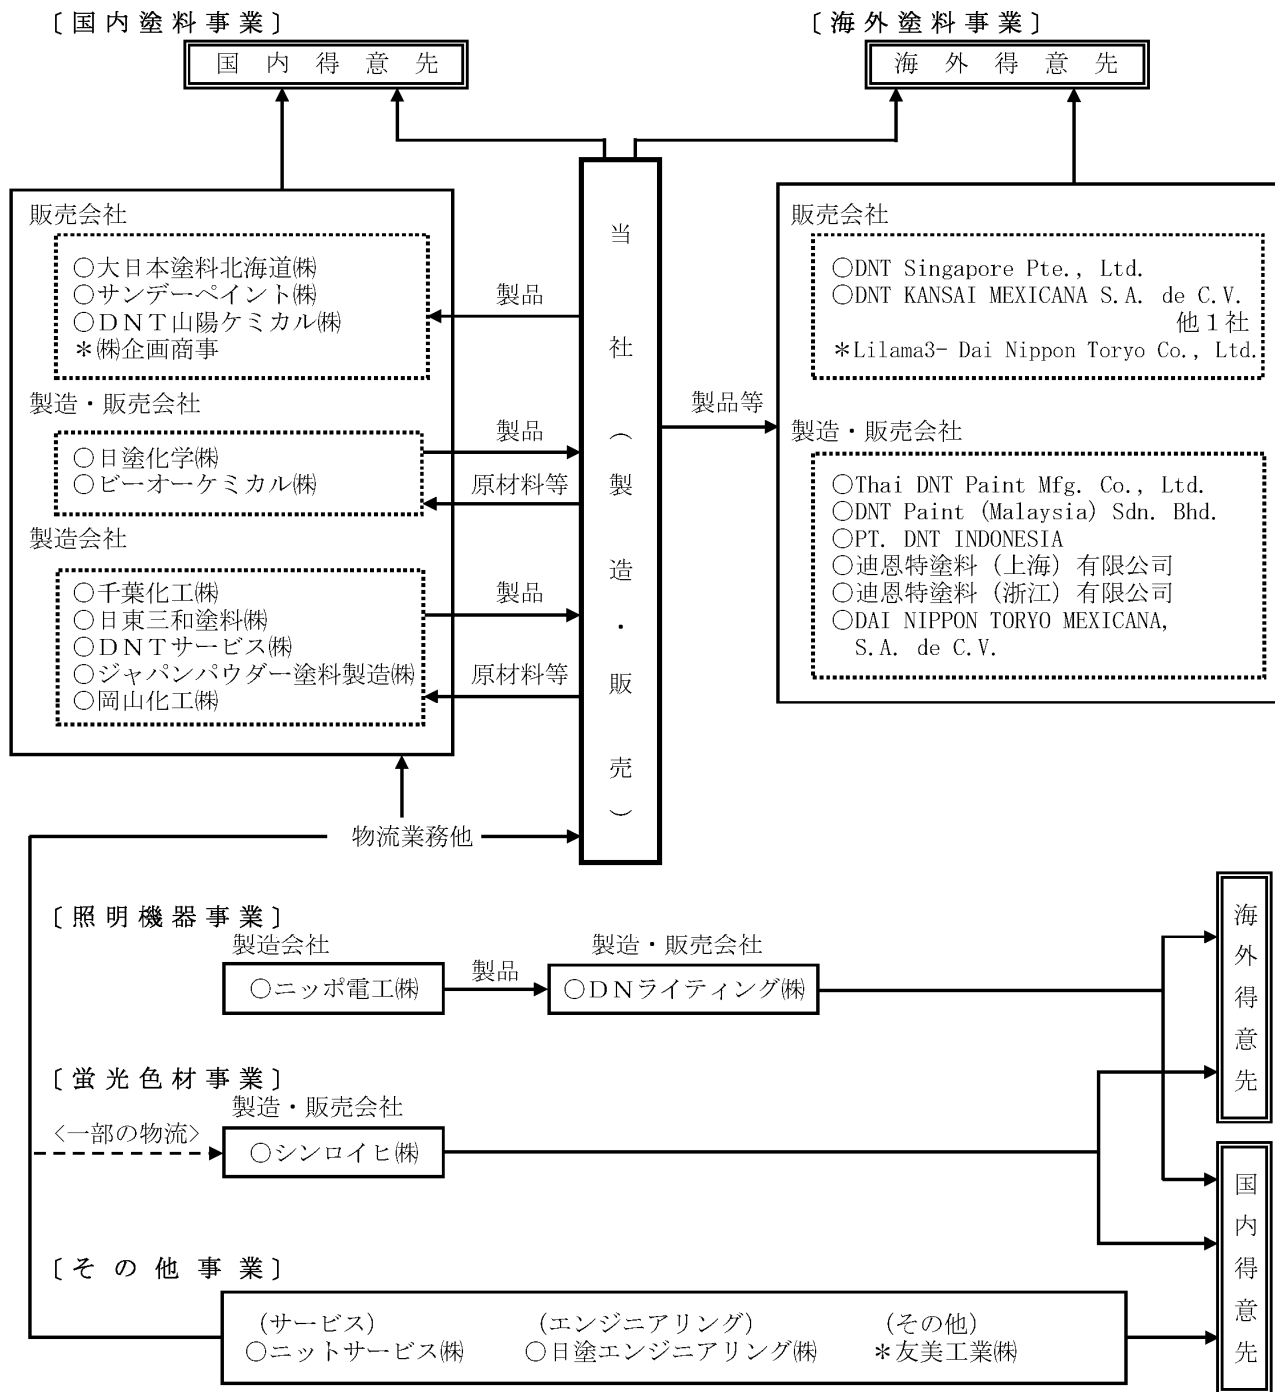 〔国内塗料事業〕
国内得意先
販売会社
○大日本塗料北海道㈱
○サンデーペイント㈱
○ＤＮＴ山陽ケミカル㈱
＊㈱企画商事
製造・販売会社
○日塗化学㈱
○ビーオーケミカル㈱
製造会社
○千葉化工㈱
○日東三和塗料㈱
○ＤＮＴサービス㈱
○ジャパンパウダー塗料製造㈱
○岡山化工㈱
製品
製品
原材料等
製品
原材料等
当社（製造・販売）
製品等
〔海外塗料事業〕
海外得意先
販売会社
○DNT Singapore Pte., Ltd.
○DNT KANSAI MEXICANA S.A. de C.V.
他１社
＊Lilama3- Dai Nippon Toryo Co., Ltd.
製造・販売会社
○Thai DNT Paint Mfg. Co., Ltd.
○DNT Paint (Malaysia) Sdn. Bhd.
○PT. DNT INDONESIA
○迪恩特塗料（上海）有限公司
○迪恩特塗料（浙江）有限公司
○DAI NIPPON TORYO MEXICANA,
S.A. de C.V.
物流業務他
〔照明機器事業〕
製造会社
○ニッポ電工㈱
製品
製造・販売会社
○ＤＮライティング㈱
海外得意先
〔蛍光色材事業〕
製造・販売会社
<一部の物流>
○シンロイヒ㈱
国内得意先
〔その他事業〕
（サービス） （エンジニアリング） （その他）
○ニットサービス㈱ ○日塗エンジニアリング㈱ ＊友美工業㈱